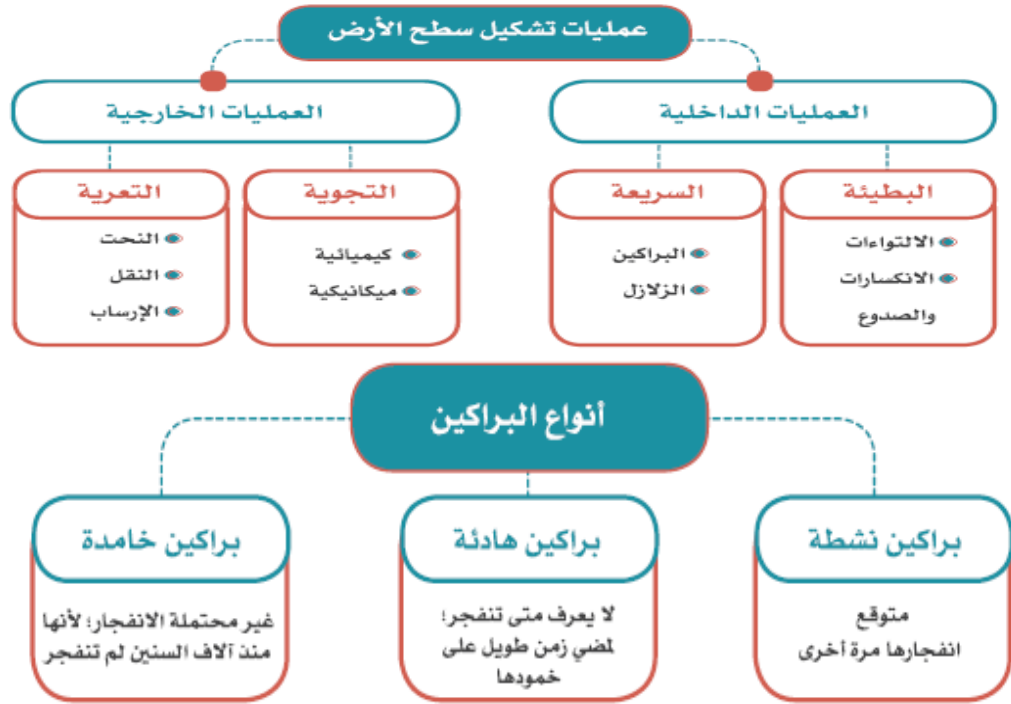 عمليات تشكيل سطح الأرض
العمليات الداخلية
العمليات الخارجية
البطيئة
الالتواءات
الانكسارات
والصدوع
السريعة
البراكين
الزلازل
التجوية
كيميائية
ميكانيكية
التعرية
النحت
النقل
الإرساب
أنواع البراكين
براكين نشطة
متوقع
انفجارها مرة أخرى
براكين هادئة
لا يعرف متى تنفجر؛
لمضي زمن طويل على
خمودها
براكين خامدة
غير محتملة الانفجار؛ لأنها
منذ آلاف السنين لم تنفجر